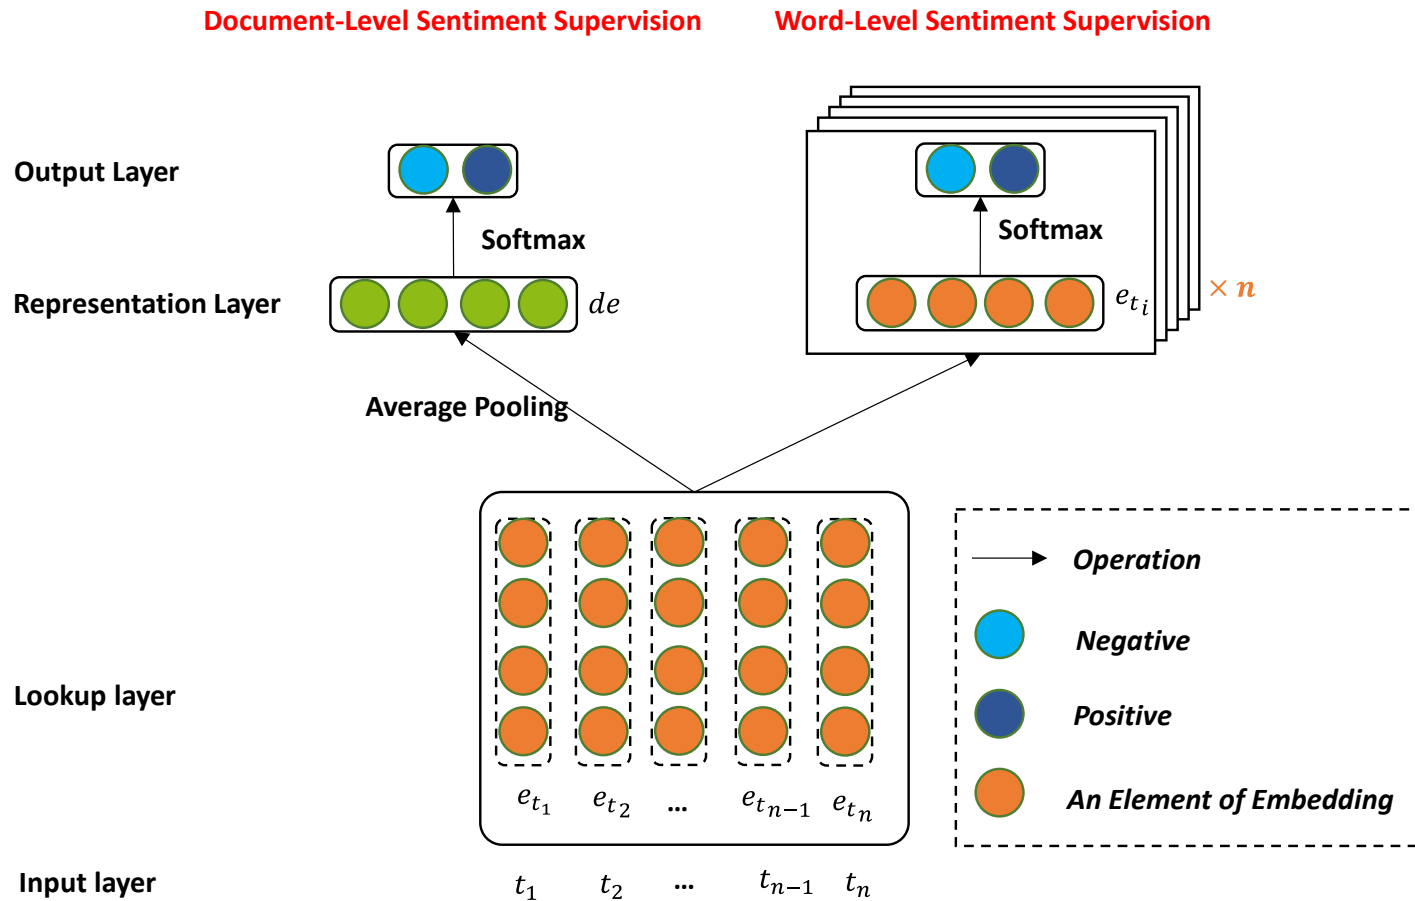 Document-Level Sentiment Supervision
Word-Level Sentiment Supervision
Output Layer
Softmax
Softmax
Representation Layer
de
e_{t_i}
× n
Average Pooling
Lookup layer
e_{t_1} e_{t_2} ... e_{t_{n-1}} e_{t_n}
Input layer
t_1 t_2 ... t_{n-1} t_n
Operation
Negative
Positive
An Element of Embedding